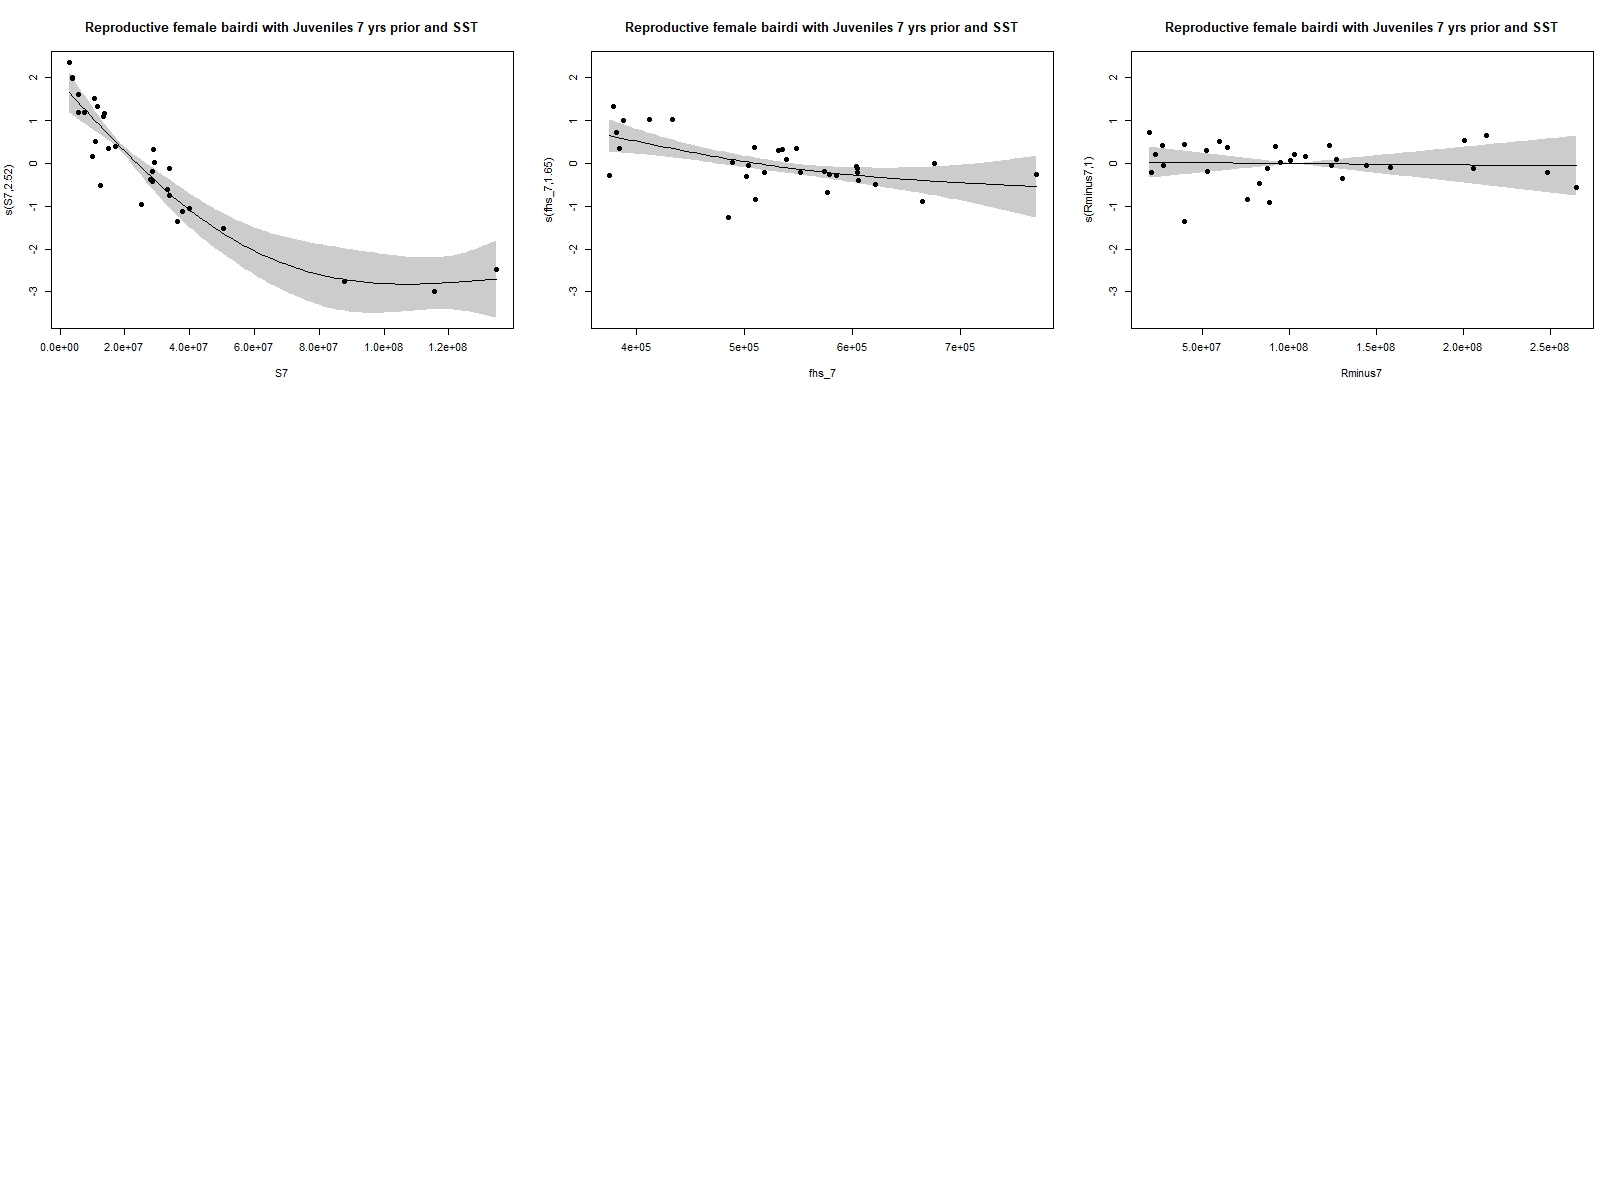 Reproductive female bairdi with Juveniles 7 yrs prior and SST
s(S7,2.52)
2
1
0
-1
-2
-3
0.0e+00 2.0e+07 4.0e+07 6.0e+07 8.0e+07 1.0e+08 1.2e+08
S7
Reproductive female bairdi with Juveniles 7 yrs prior and SST
s(fhs_7,1.65)
2
1
0
-1
-2
-3
4e+05 5e+05 6e+05 7e+05
fhs_7
Reproductive female bairdi with Juveniles 7 yrs prior and SST
s(Rminus7,1)
2
1
0
-1
-2
-3
5.0e+07 1.0e+08 1.5e+08 2.0e+08 2.5e+08
Rminus7